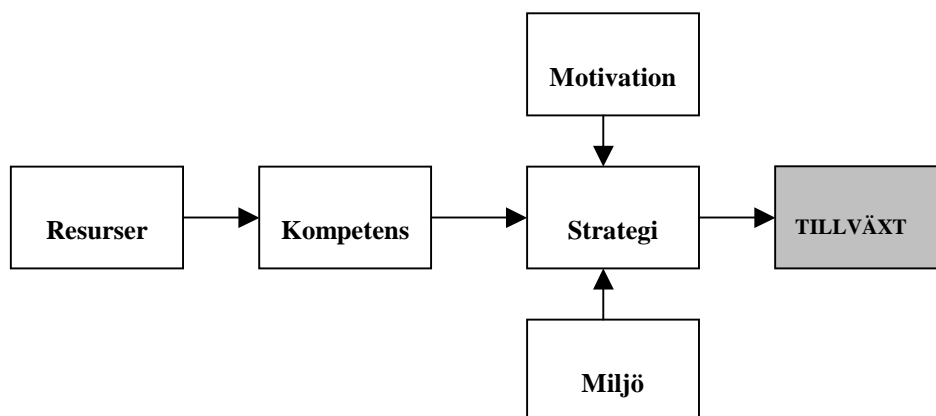 Motivation
Resurser
Kompetens
Strategi
TILLVÄXT
Miljö